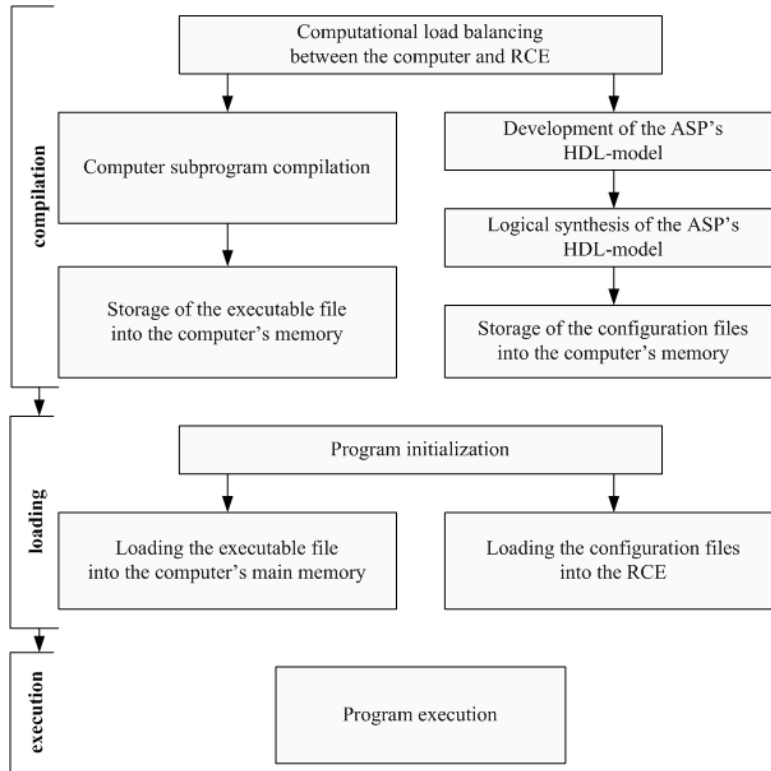 Computational load balancing
between the computer and RCE
Computer subprogram compilation
Development of the ASP's
HDL-model
Logical synthesis of the ASP's
HDL-model
Storage of the executable file
into the computer's memory
Storage of the configuration files
into the computer's memory
compilation
Program initialization
Loading the executable file
into the computer's main memory
Loading the configuration files
into the RCE
loading
Program execution
execution